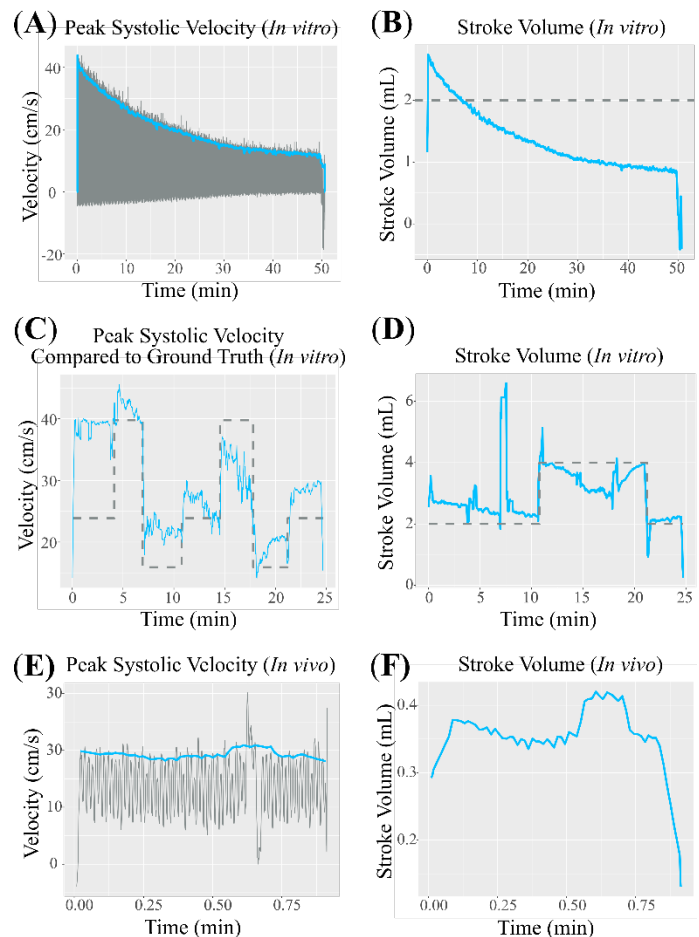 (A) Peak Systolic Velocity (In vitro)
Velocity (cm/s)
40
20
0
-20
0 10 20 30 40 50
Time (min)
(B) Stroke Volume (In vitro)
Stroke Volume (mL)
2
1
0
0 10 20 30 40 50
Time (min)
(C) Peak Systolic Velocity
Compared to Ground Truth (In vitro)
Velocity (cm/s)
40
30
20
0 5 10 15 20 25
Time (min)
(D) Stroke Volume (In vitro)
Stroke Volume (mL)
6
4
2
0
0 5 10 15 20 25
Time (min)
(E) Peak Systolic Velocity (In vivo)
Velocity (cm/s)
30
30
10
0
0.00 0.25 0.50 0.75
Time (min)
(F) Stroke Volume (In vivo)
Stroke Volume (mL)
0.4
0.3
0.2
0.00 0.25 0.50 0.75
Time (min)